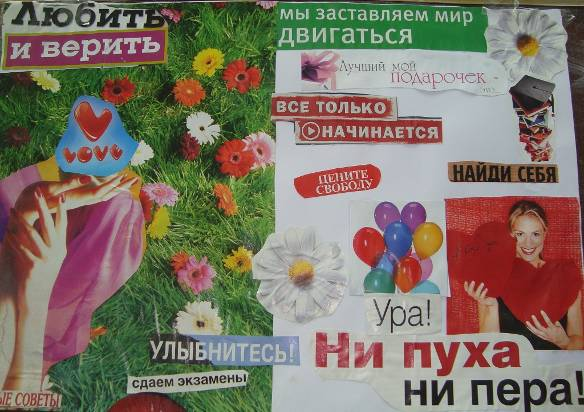 Любить
и верить
мы заставляем мир
двигаться
Лучший мой
подарочек -
это...
ВСЕ ТОЛЬКО
НАЧИНАЕТСЯ
ЦЕНИТЕ
СВОБОДУ
НАЙДИ СЕБЯ
LOVE
Ура!
УЛЫБНИТЕСЬ!
сдаем экзамены
Ни пуха
ни пера!
ЫЕ СОВЕТЫ